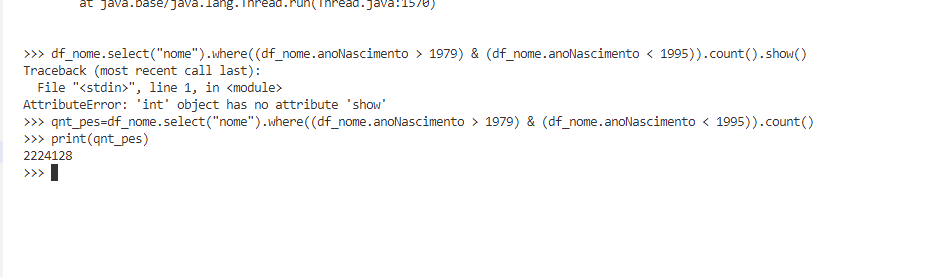 at java.base/java.lang.Thread.run(Thread.java:1570)
>>> df_nome.select("nome").where((df_nome.anoNascimento > 1979) & (df_nome.anoNascimento < 1995)).count().show()
Traceback (most recent call last):
  File "<stdin>", line 1, in <module>
AttributeError: 'int' object has no attribute 'show'
>>> qnt_pes=df_nome.select("nome").where((df_nome.anoNascimento > 1979) & (df_nome.anoNascimento < 1995)).count()
>>> print(qnt_pes)
2224128
>>>